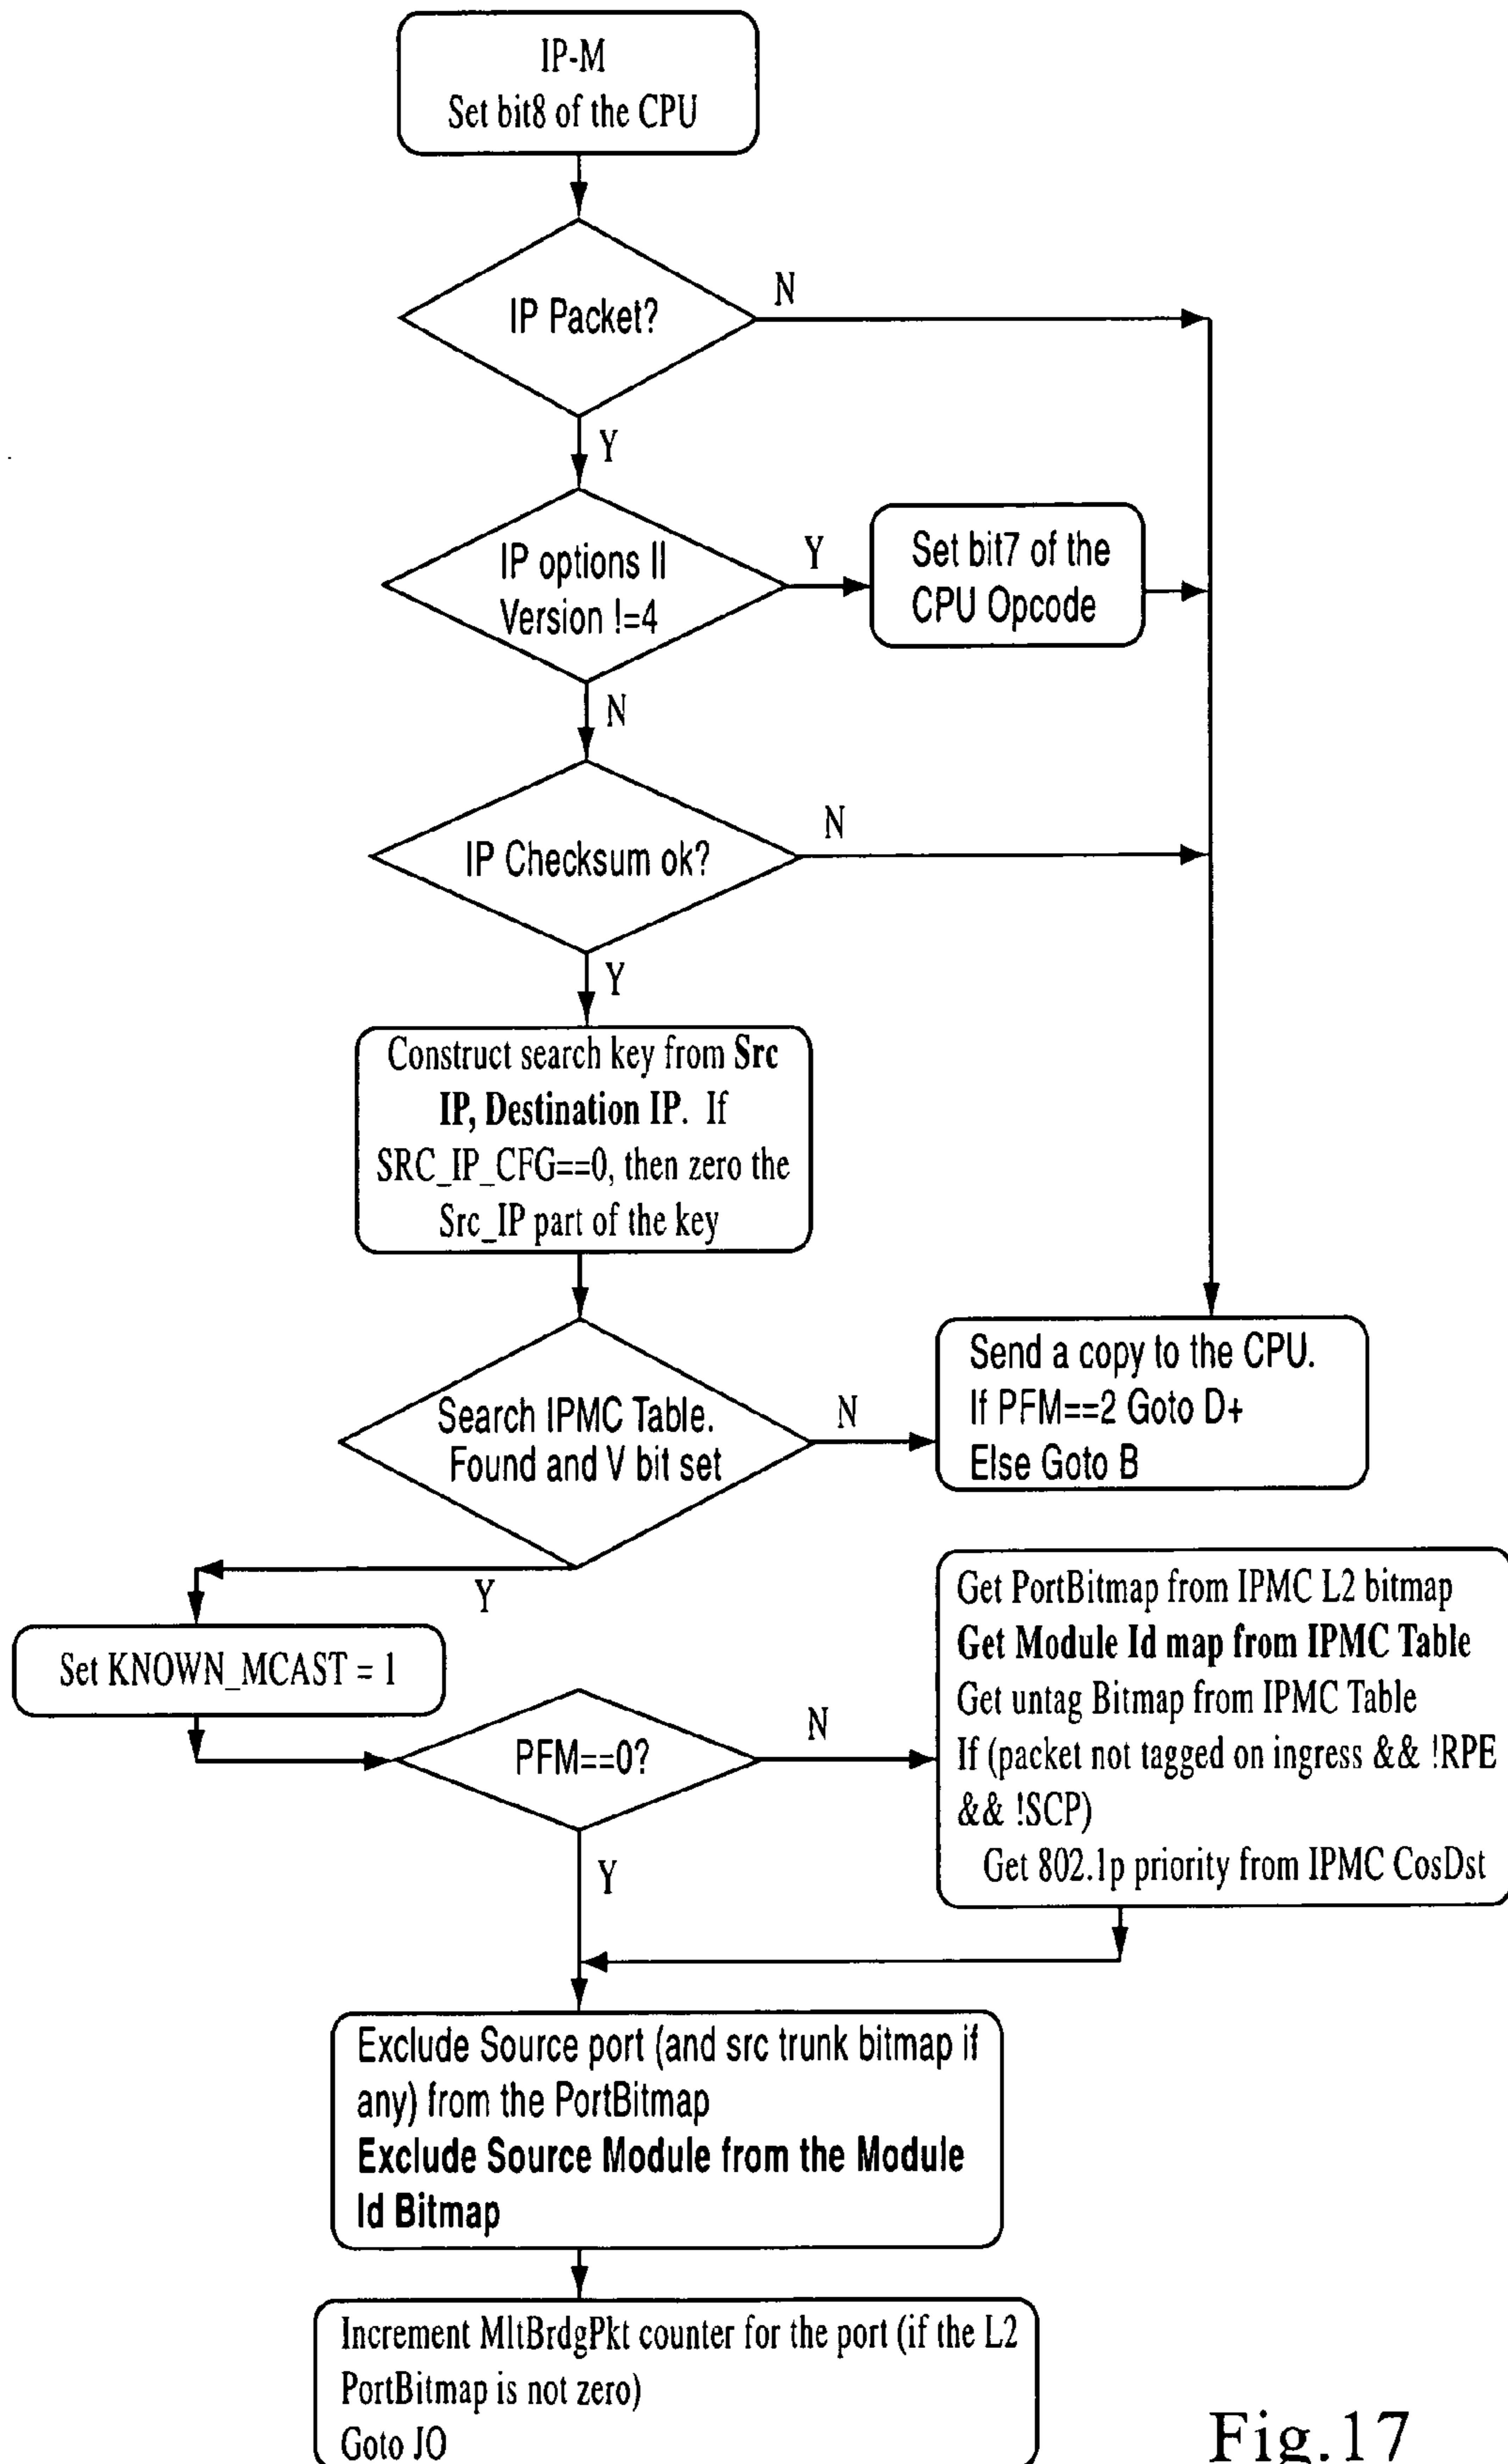 IP-M
Set bit8 of the CPU
IP Packet?
N
Y
IP options II
Version !=4
Y
Set bit7 of the
CPU Opcode
N
IP Checksum ok?
N
Y
Construct search key from Src
IP, Destination IP. If
SRC_IP_CFG==0, then zero the
Src_IP part of the key
Search IPMC Table.
Found and V bit set
N
Send a copy to the CPU.
If PFM==2 Goto D+
Else Goto B
Y
Set KNOWN_MCAST = 1
PFM==0?
N
Get PortBitmap from IPMC L2 bitmap
Get Module Id map from IPMC Table
Get untag Bitmap from IPMC Table
If (packet not tagged on ingress && !RPE
&& !SCP)
Get 802.1p priority from IPMC CosDst
Y
Exclude Source port (and src trunk bitmap if
any) from the PortBitmap
Exclude Source Module from the Module
Id Bitmap
Increment MltBrdgPkt counter for the port (if the L2
PortBitmap is not zero)
Goto JO
Fig.17